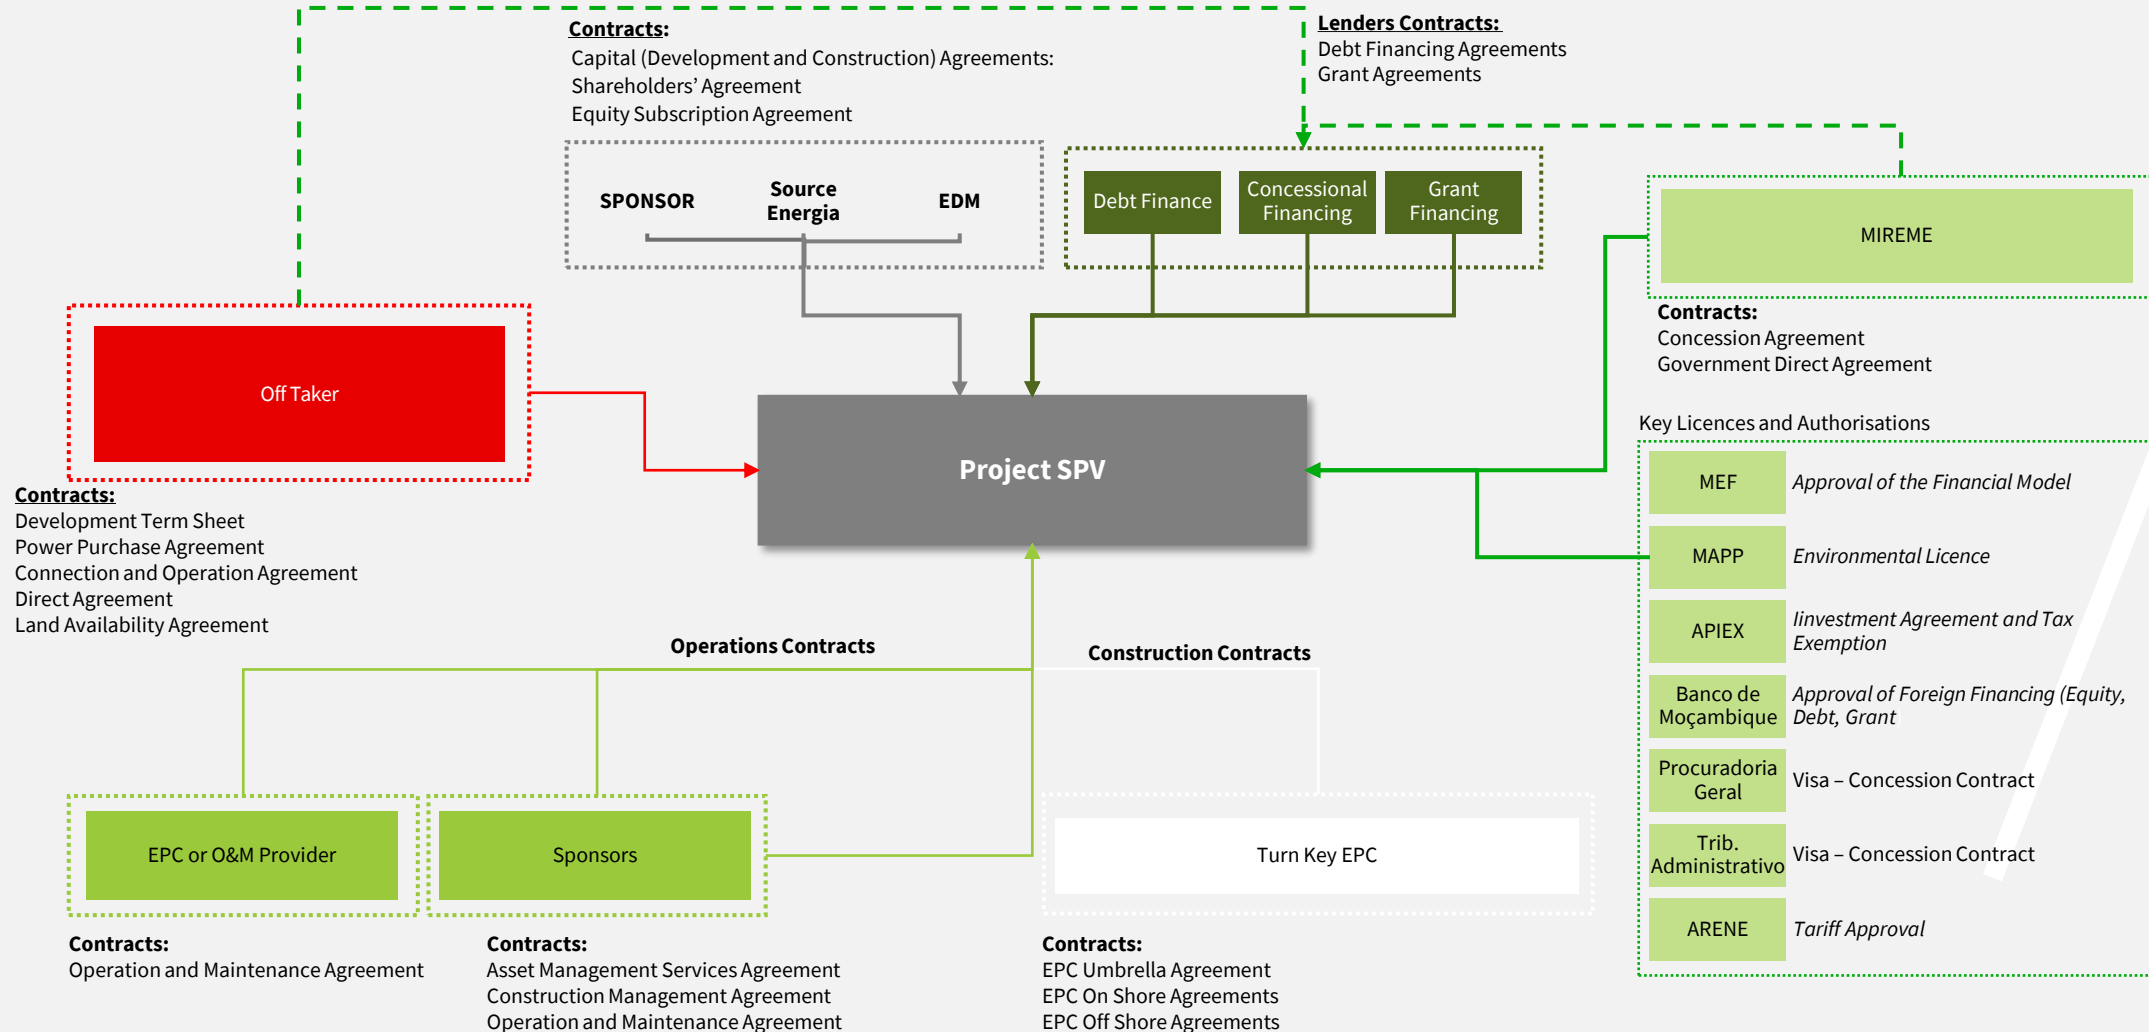 Contracts:
Capital (Development and Construction) Agreements:
Shareholders’ Agreement
Equity Subscription Agreement
Lenders Contracts:
Debt Financing Agreements
Grant Agreements
SPONSOR
Source
Energia
EDM
Debt Finance
Concessional
Financing
Grant
Financing
MIREME
Contracts:
Concession Agreement
Government Direct Agreement
Off Taker
Contracts:
Development Term Sheet
Power Purchase Agreement
Connection and Operation Agreement
Direct Agreement
Land Availability Agreement
Project SPV
Key Licences and Authorisations
MEF
Approval of the Financial Model
MAPP
Environmental Licence
APIEX
Iinvestment Agreement and Tax
Exemption
Banco de
Moçambique
Approval of Foreign Financing (Equity,
Debt, Grant
Procuradoria
Geral
Visa – Concession Contract
Trib.
Administrativo
Visa – Concession Contract
ARENE
Tariff Approval
Operations Contracts
Construction Contracts
EPC or O&M Provider
Sponsors
Turn Key EPC
Contracts:
Operation and Maintenance Agreement
Contracts:
Asset Management Services Agreement
Construction Management Agreement
Operation and Maintenance Agreement
Contracts:
EPC Umbrella Agreement
EPC On Shore Agreements
EPC Off Shore Agreements